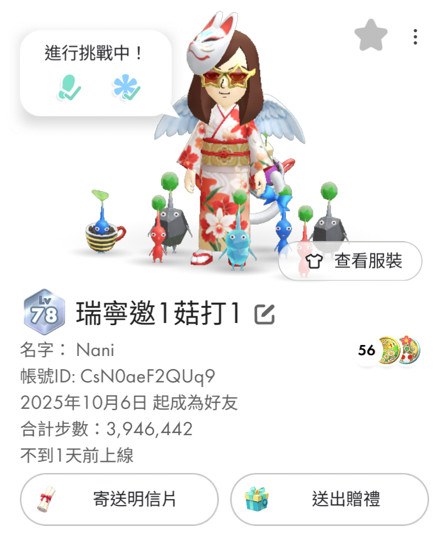 進行挑戰中！
查看服裝
Lv
78
瑞寧邀1菇打1
名字： Nani
56
帳號ID: CsN0aeF2QUq9
2025年10月6日 起成為好友
合計步數：3,946,442
不到1天前上線
寄送明信片
送出贈禮